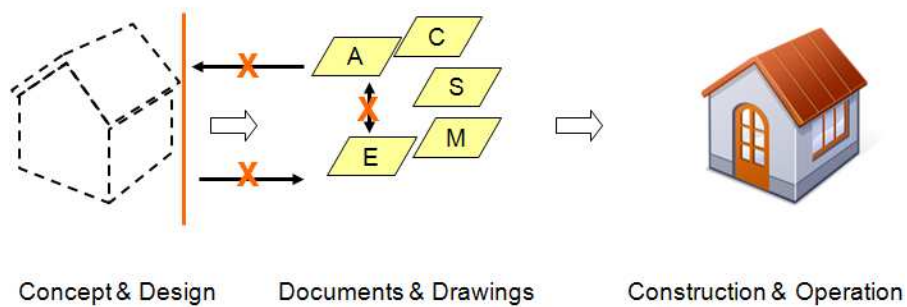 C
A
X
S
X
M
E
X
Concept & Design
Documents & Drawings
Construction & Operation